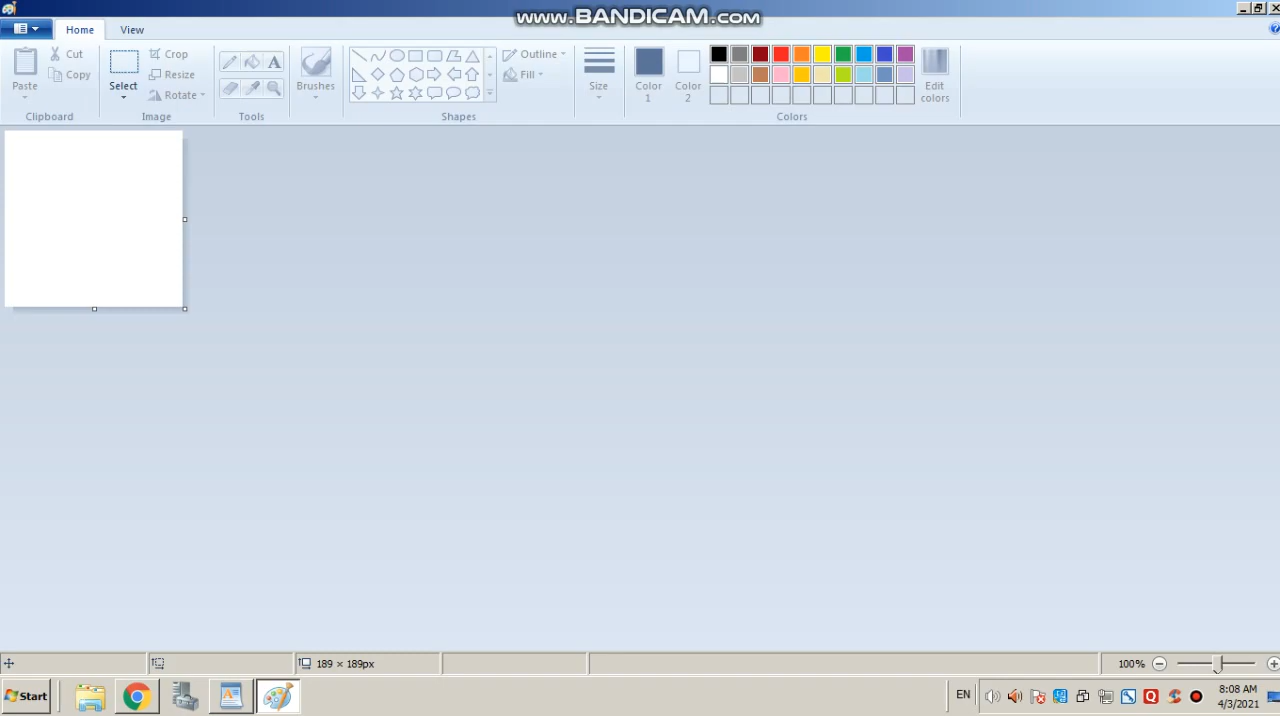 www.BANDICAM.com
Home View
Cut
Copy
Paste
Clipboard
Select
Crop
Resize
Rotate
Image
A
Tools
Brushes
Outline
Fill
Shapes
Size
Color 1
Color 2
Edit colors
Colors
189 × 189px
100%
Start
EN
8:08 AM
4/3/2021